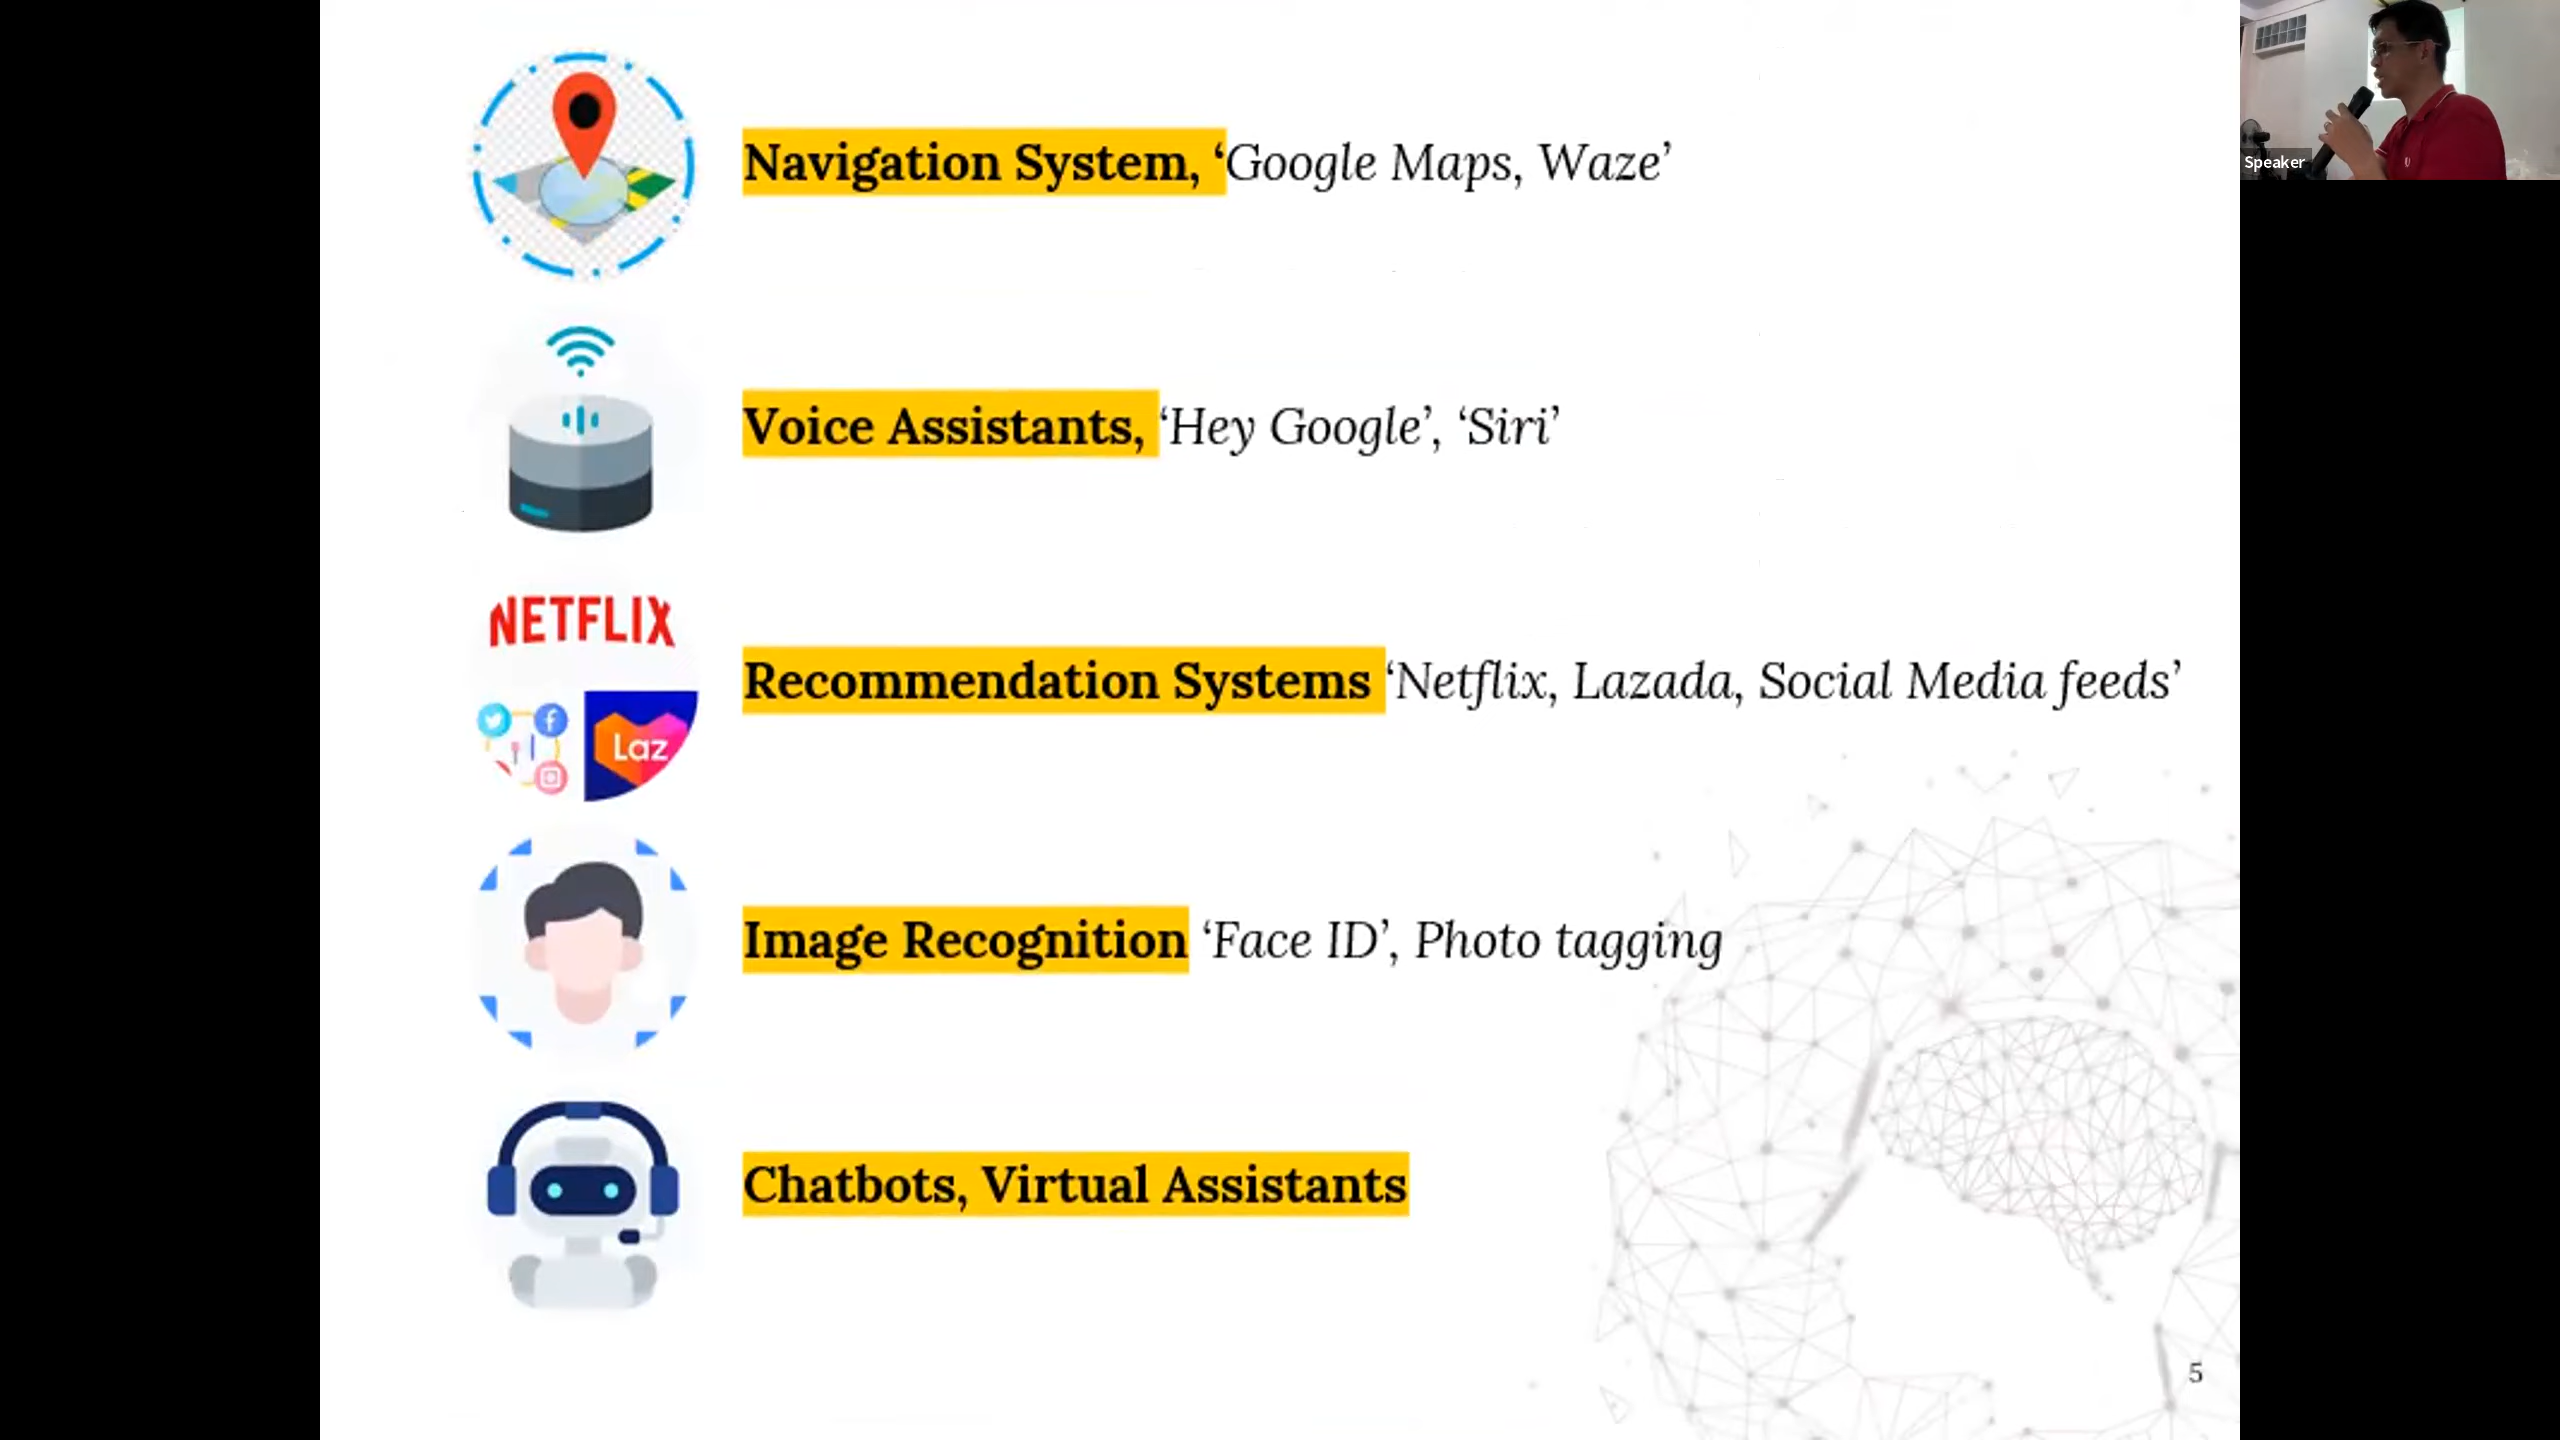 Speaker
Navigation System, ‘Google Maps, Waze’
Voice Assistants, ‘Hey Google’, ‘Siri’
NETFLIX
Laz
Recommendation Systems ‘Netflix, Lazada, Social Media feeds’
Image Recognition ‘Face ID’, Photo tagging
Chatbots, Virtual Assistants
5